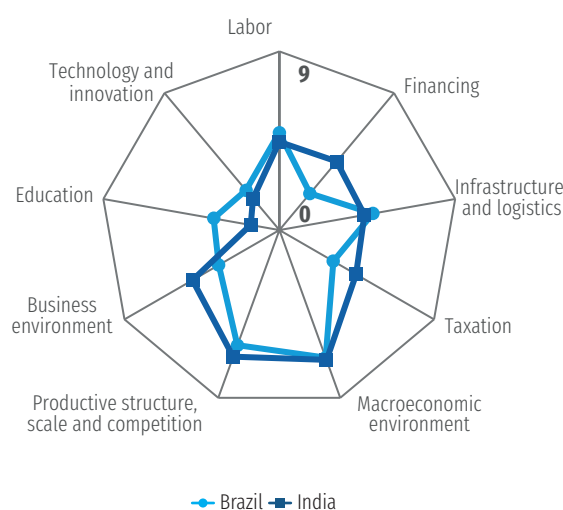 Labor
9
Technology and
innovation
Financing
Education
Infrastructure
and logistics
0
Business
environment
Taxation
Productive structure,
scale and competition
Macroeconomic
environment
Brazil India